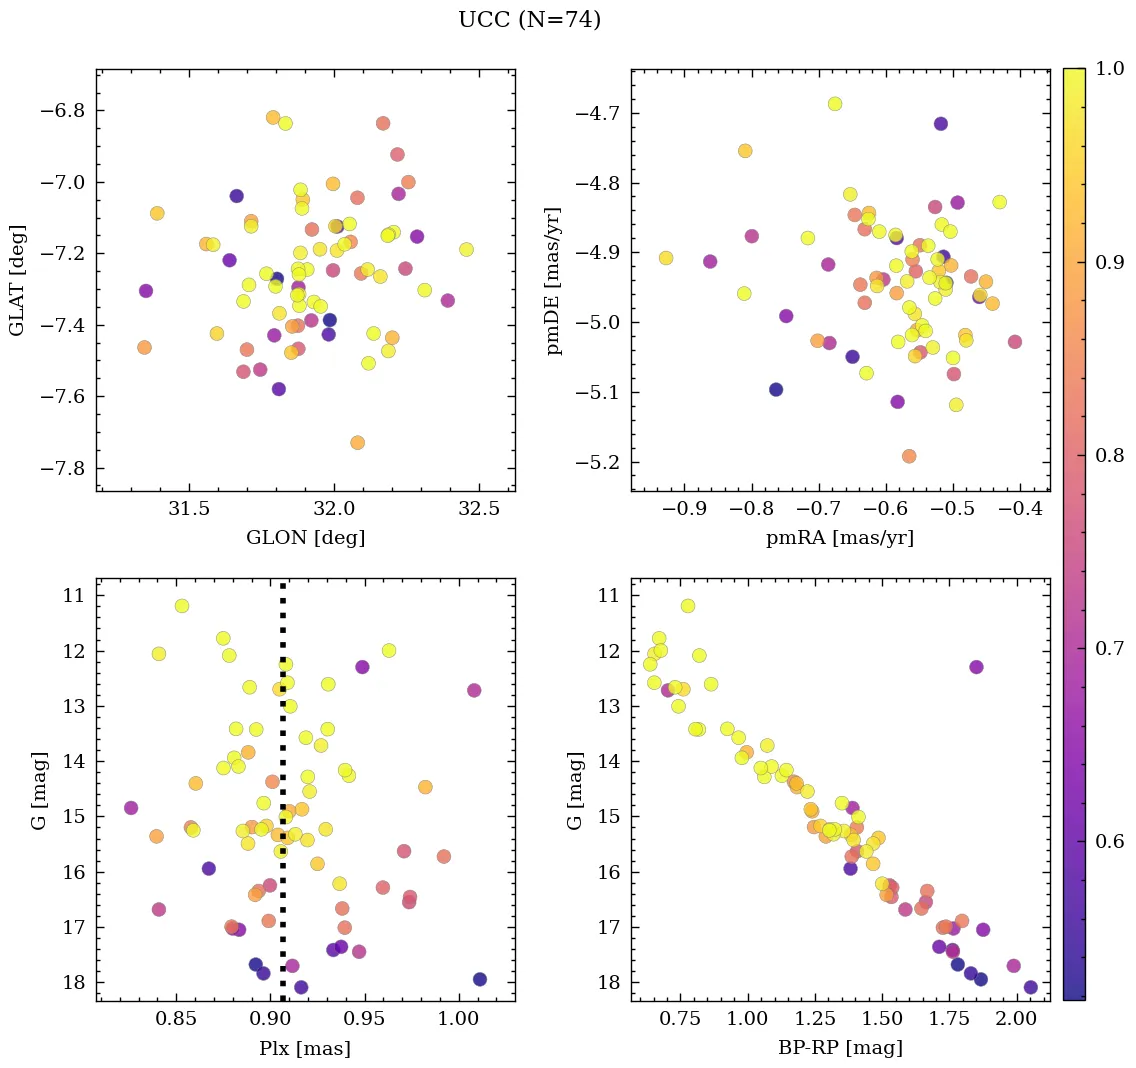 UCC (N=74)
−6.8
−7.0
−7.2
−7.4
−7.6
−7.8
GLAT [deg]
31.5 32.0 32.5
GLON [deg]
−4.7
−4.8
−4.9
−5.0
−5.1
−5.2
pmDE [mas/yr]
−0.9 −0.8 −0.7 −0.6 −0.5 −0.4
pmRA [mas/yr]
11
12
13
14
15
16
17
18
G [mag]
0.85 0.90 0.95 1.00
Plx [mas]
11
12
13
14
15
16
17
18
G [mag]
0.75 1.00 1.25 1.50 1.75 2.00
BP-RP [mag]
1.0
0.9
0.8
0.7
0.6